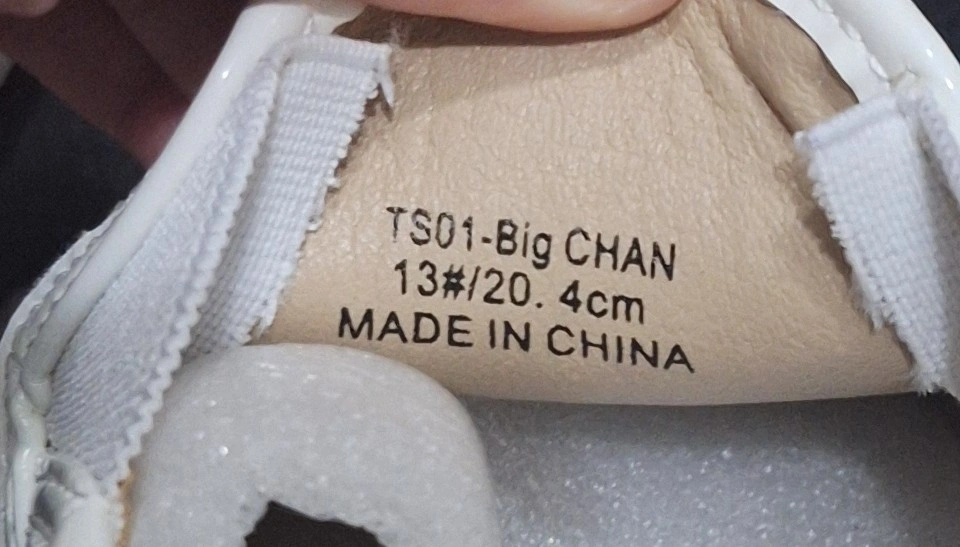 TS01-Big CHAN
13#/20. 4cm
MADE IN CHINA